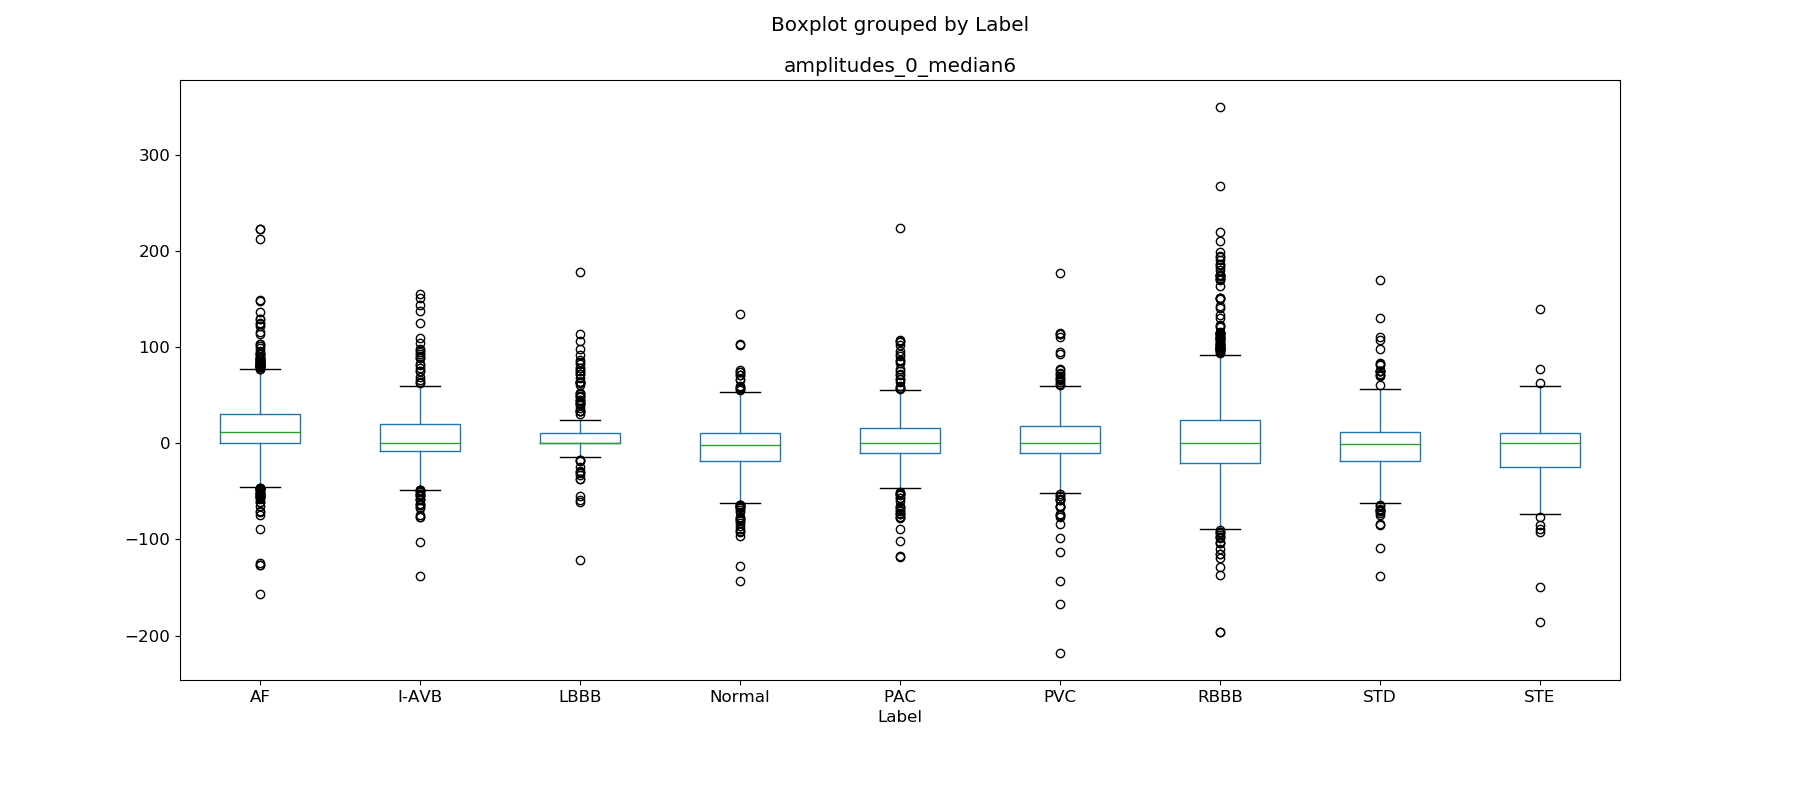 Boxplot grouped by Label
amplitudes_0_median6
300
200
100
0
−100
−200
AF I-AVB LBBB Normal PAC PVC RBBB STD STE
Label